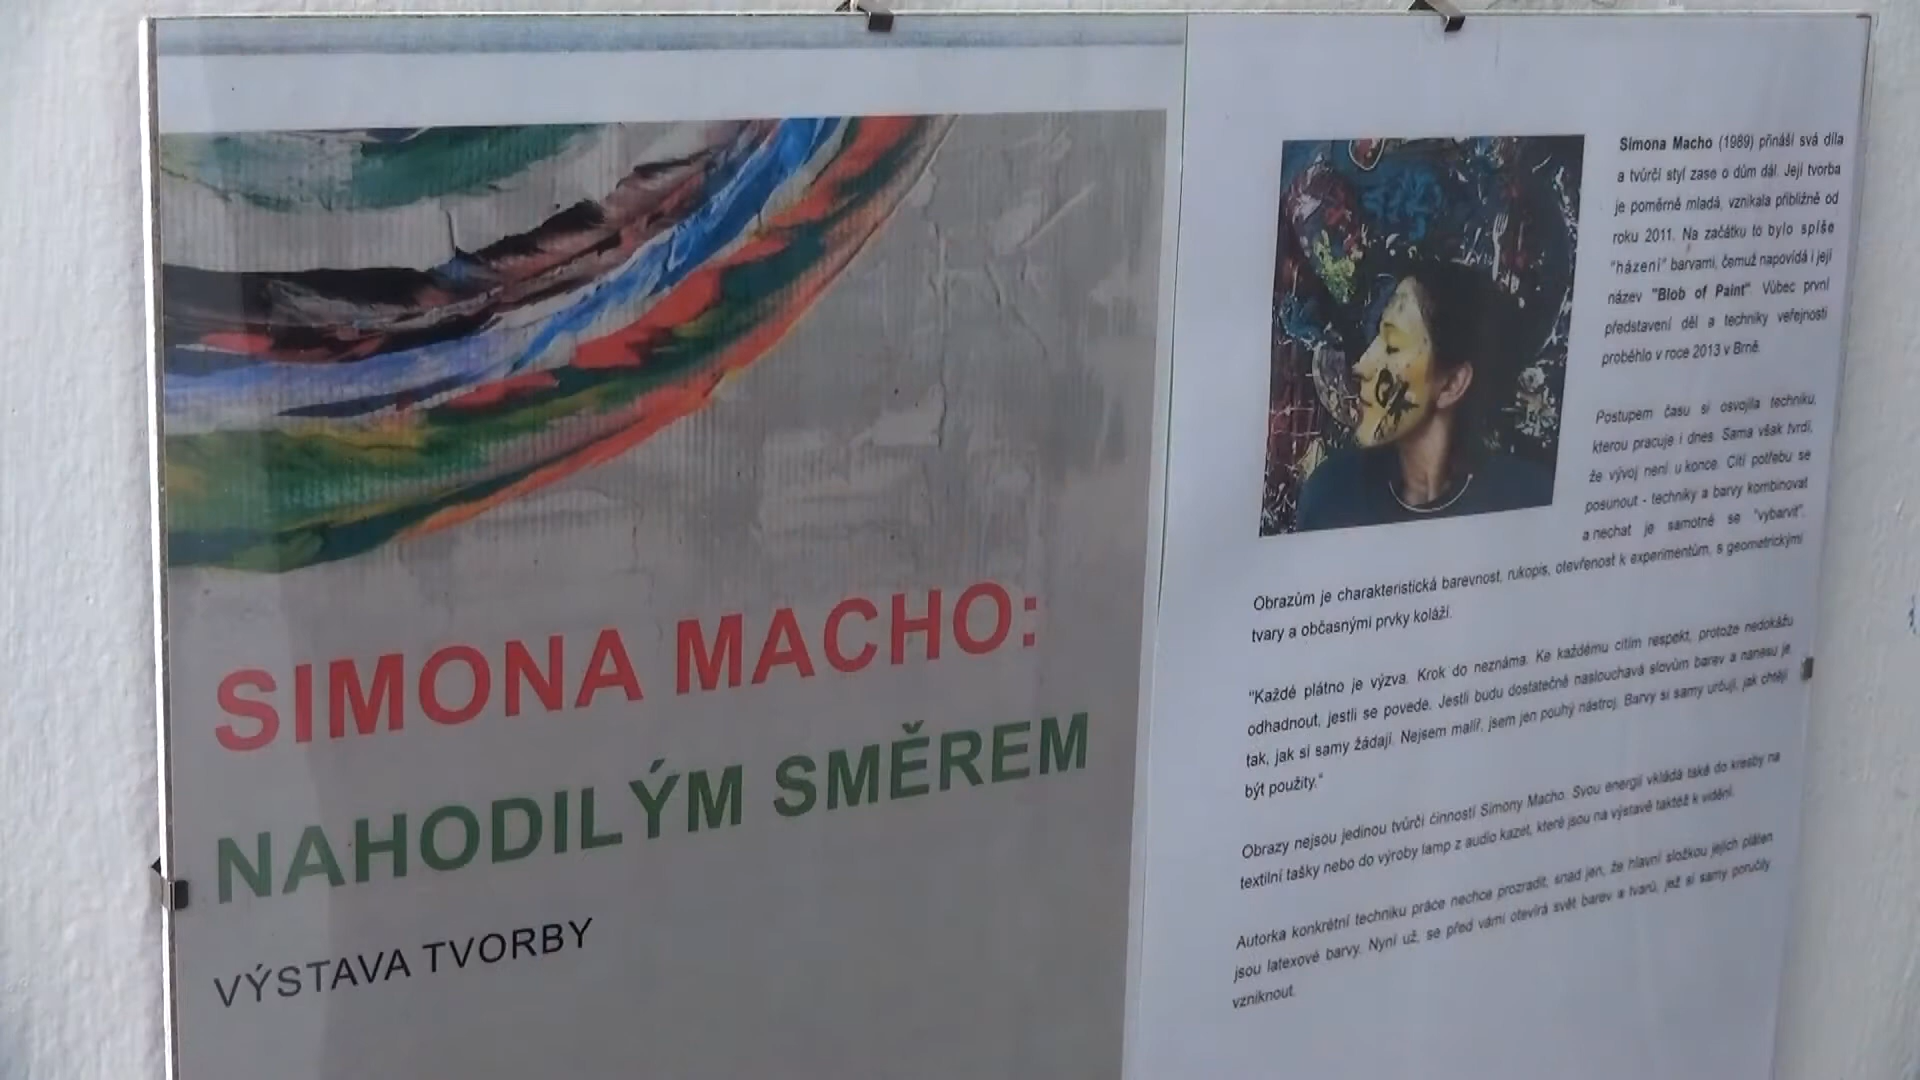 SIMONA MACHO:
NAHODILÝM SMĚREM
VÝSTAVA TVORBY
Simona Macho (1989) přináší svá díla
a tvůrčí styl zase o dům dál. Její tvorba
je poměrně mladá, vznikala přibližně od
roku 2011. Na začátku to bylo spíše
"házení" barvami, čemuž napovídá i její
název "Blob of Paint". Vůbec první
představení děl a techniky veřejnosti
proběhlo v roce 2013 v Brně.
Postupem času si osvojila techniku,
kterou pracuje i dnes. Sama však tvrdí,
že vývoj není u konce. Cítí potřebu se
posunout - techniky a barvy kombinovat
a nechat je samotné se "vybarvit".
Obrazům je charakteristická barevnost, rukopis, otevřenost k experimentům, s geometrickými
tvary a občasnými prvky koláží.
"Každé plátno je výzva. Krok do neznáma. Ke každému cítím respekt, protože nedokážu
odhadnout, jestli se povede. Jestli budu dostatečně naslouchavá slovům barev a nanesu je
tak, jak si samy žádají. Nejsem malíř, jsem jen pouhý nástroj. Barvy si samy určují, jak chtějí
být použity."
Obrazy nejsou jedinou tvůrčí činností Simony Macho. Svou energii vkládá také do kresby na
textilní tašky nebo do výroby lamp z audio kazet, které jsou na výstavě taktéž k vidění.
Autorka konkrétní techniku práce nechce prozradit, snad jen, že hlavní složkou jejích pláten
jsou latexové barvy. Nyní už, se před vámi otevírá svět barev a tvarů, jež si samy poručily
vzniknout.